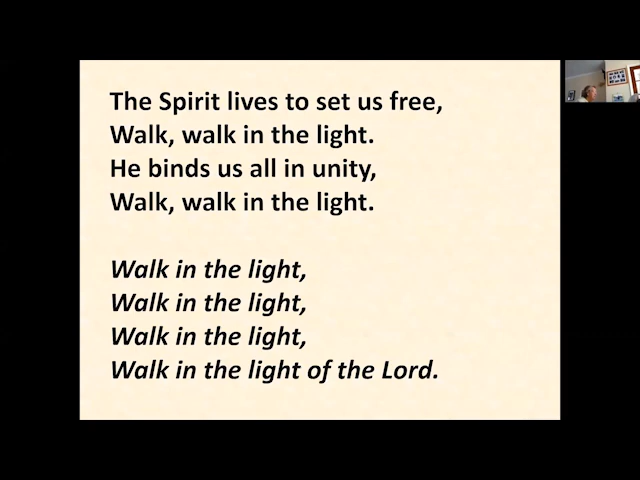 The Spirit lives to set us free,
Walk, walk in the light.
He binds us all in unity,
Walk, walk in the light.
Walk in the light,
Walk in the light,
Walk in the light,
Walk in the light of the Lord.